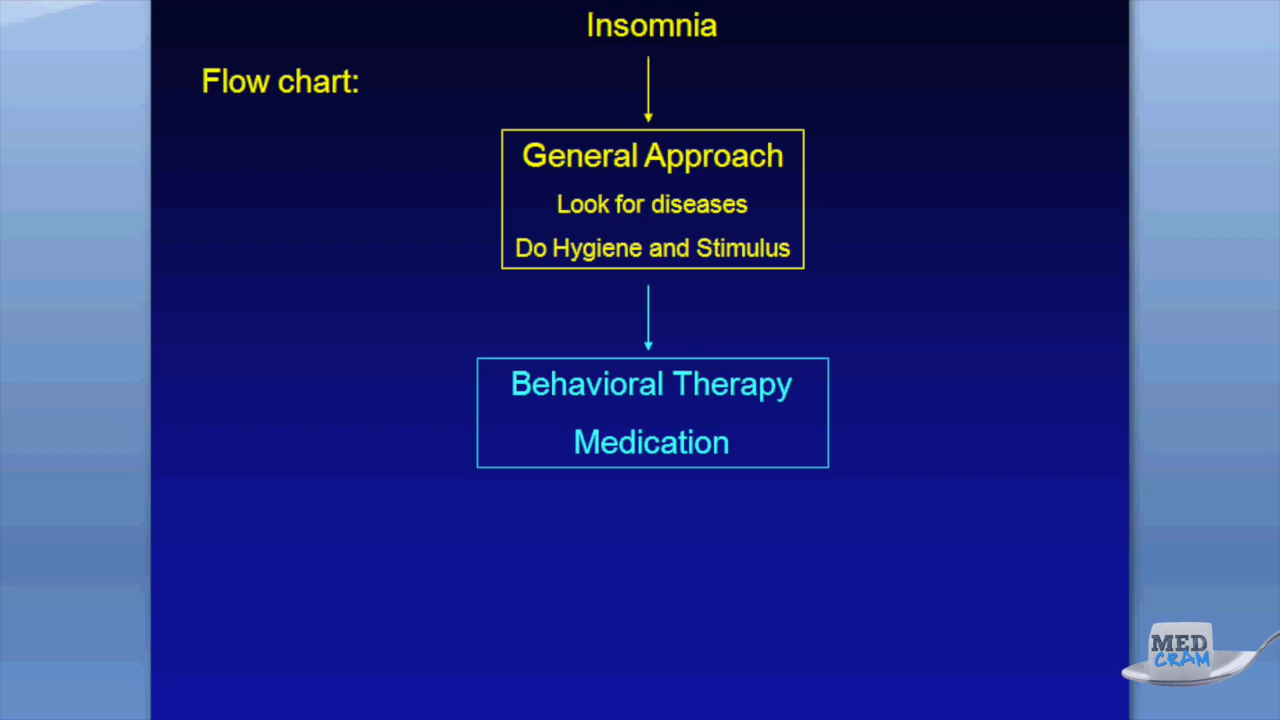 Insomnia
Flow chart:
General Approach
Look for diseases
Do Hygiene and Stimulus
Behavioral Therapy
Medication
MED
CRAM